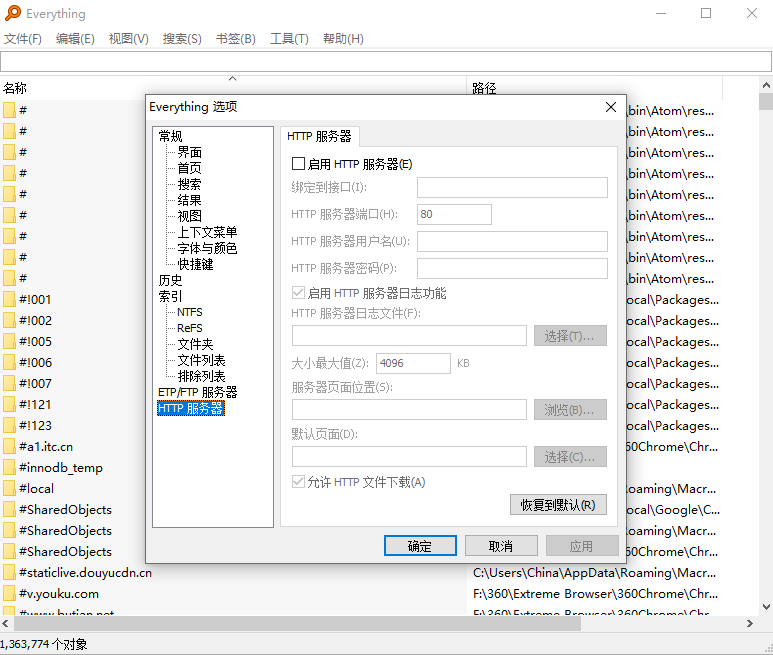 Everything
文件(F) 编辑(E) 视图(V) 搜索(S) 书签(B) 工具(T) 帮助(H)
名称 路径
#
#
#
#
#
#
#
#
#
#!001
#!002
#!005
#!006
#!007
#!121
#!123
#a1.itc.cn
#innodb_temp
#local
#SharedObjects
#SharedObjects
#SharedObjects
#staticlive.douyucdn.cn
#v.youku.com
#www.butian.net
\bin\Atom\res...
\bin\Atom\res...
\bin\Atom\res...
\bin\Atom\res...
\bin\Atom\res...
\bin\Atom\res...
\bin\Atom\res...
\bin\Atom\res...
\bin\Atom\res...
ocal\Packages...
ocal\Packages...
ocal\Packages...
ocal\Packages...
ocal\Packages...
ocal\Packages...
ocal\Packages...
60Chrome\Chr...
Roaming\Macr...
ocal\Google\C...
Roaming\Macr...
60Chrome\Chr...
C:\Users\China\AppData\Roaming\Macr...
F:\360\Extreme Browser\360Chrome\Chr...
F:\360\Extreme Browser\360Chrome\Chr...
Everything 选项
常规
界面
首页
搜索
结果
视图
上下文菜单
字体与颜色
快捷键
历史
索引
NTFS
ReFS
文件夹
文件列表
排除列表
ETP/FTP 服务器
HTTP 服务器
HTTP 服务器
启用 HTTP 服务器(E)
绑定到接口(I):
HTTP 服务器端口(H): 80
HTTP 服务器用户名(U):
HTTP 服务器密码(P):
启用 HTTP 服务器日志功能
HTTP 服务器日志文件(F):
选择(T)...
大小最大值(Z): 4096 KB
服务器页面位置(S):
浏览(B)...
默认页面(D):
选择(C)...
允许 HTTP 文件下载(A)
恢复到默认(R)
确定 取消 应用
1,363,774 个对象